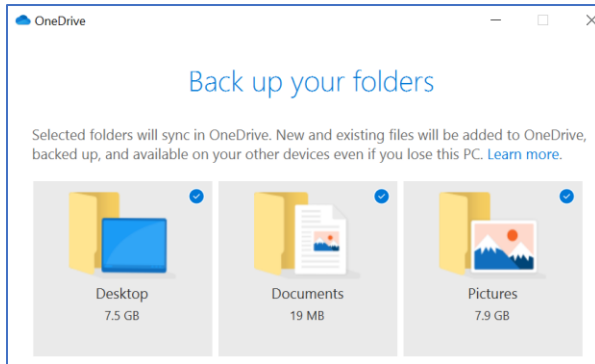 OneDrive
Back up your folders
Selected folders will sync in OneDrive. New and existing files will be added to OneDrive,
backed up, and available on your other devices even if you lose this PC. Learn more.
Desktop
Documents
Pictures
7.5 GB
19 MB
7.9 GB